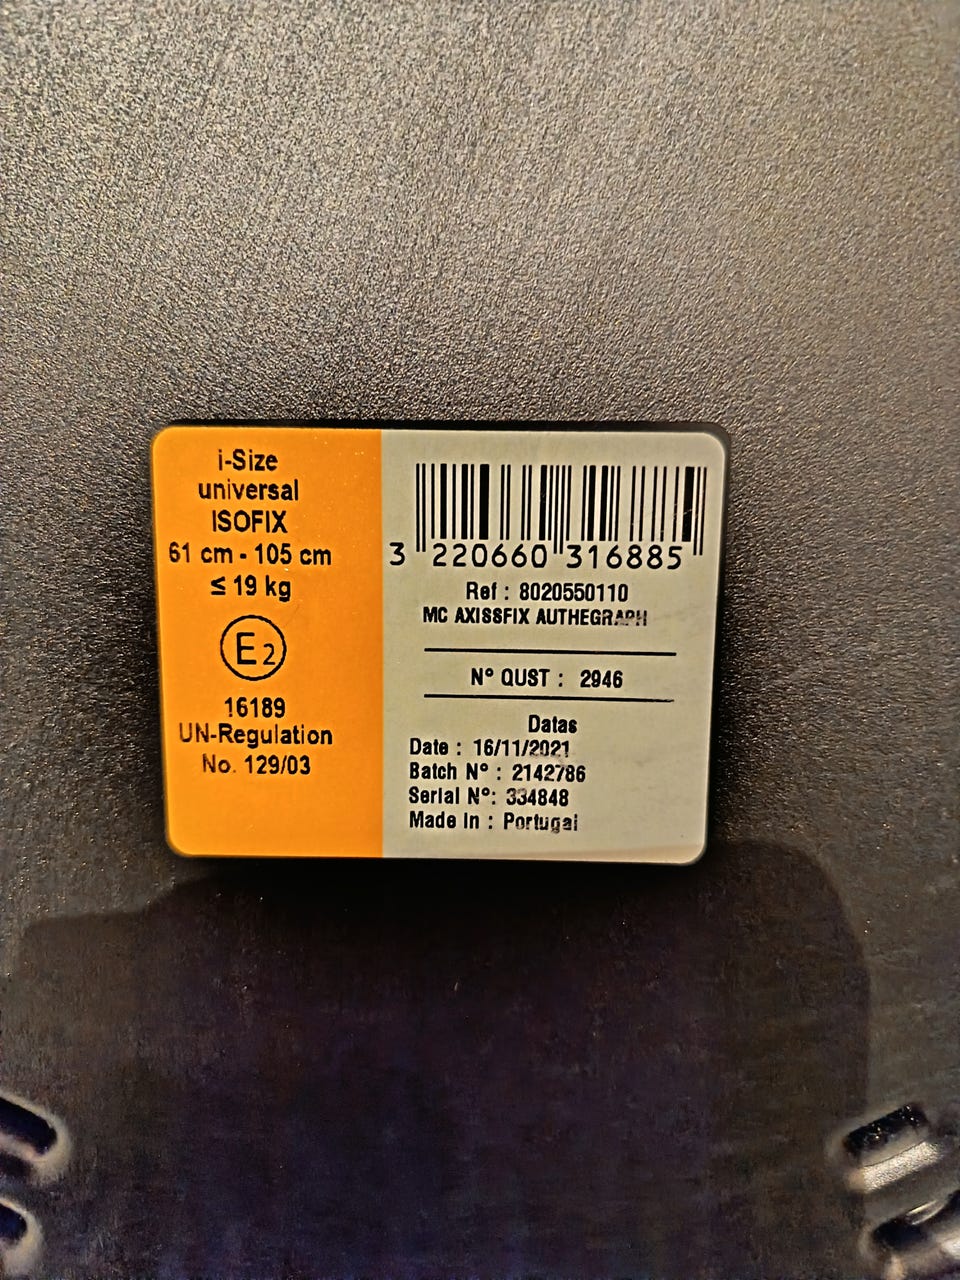 i-Size
universal
ISOFIX
61 cm - 105 cm
≤ 19 kg
E2
16189
UN-Regulation
No. 129/03
3 220660 316885
Ref : 8020550110
MC AXISSFIX AUTHEGRAPH
N° QUST : 2946
Datas
Date : 16/11/2021
Batch N° : 2142786
Serial N°: 334848
Made In : Portugal